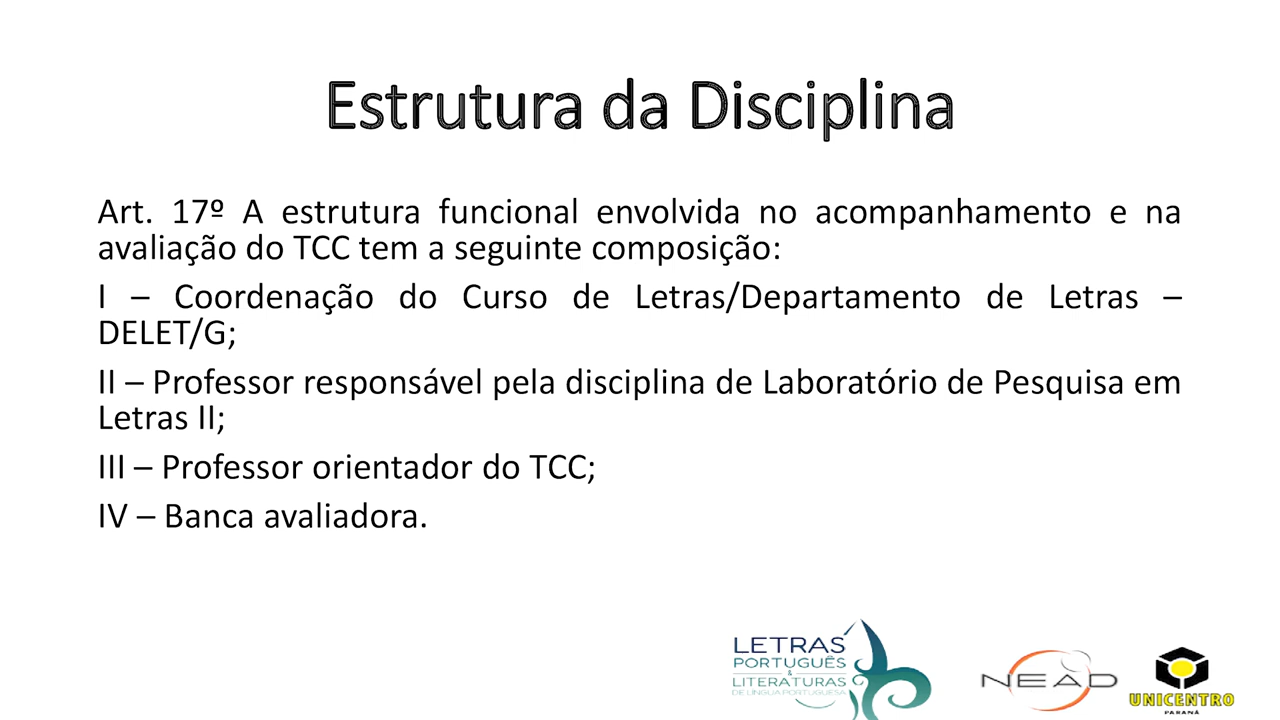 Estrutura da Disciplina
Art. 17º A estrutura funcional envolvida no acompanhamento e na
avaliação do TCC tem a seguinte composição:
I – Coordenação do Curso de Letras/Departamento de Letras –
DELET/G;
II – Professor responsável pela disciplina de Laboratório de Pesquisa em
Letras II;
III – Professor orientador do TCC;
IV – Banca avaliadora.
LETRAS
PORTUGUÊS
&
LITERATURAS
DE LÍNGUA PORTUGUESA
NEAD
UNICENTRO
PARANÁ